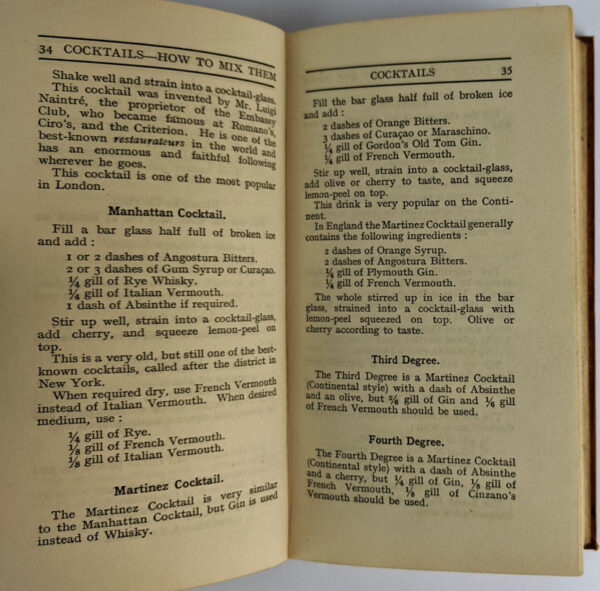 34 COCKTAILS—HOW TO MIX THEM
Shake well and strain into a cocktail-glass.
This cocktail was invented by Mr. Luigi
Naintré, the proprietor of the Embassy
Club, who became famous at Romano's,
Ciro's, and the Criterion. He is one of the
best-known restaurateurs in the world and
has an enormous and faithful following
wherever he goes.
This cocktail is one of the most popular
in London.
Manhattan Cocktail.
Fill a bar glass half full of broken ice
and add :
1 or 2 dashes of Angostura Bitters.
2 or 3 dashes of Gum Syrup or Curaçao.
¼ gill of Rye Whisky.
¼ gill of Italian Vermouth.
1 dash of Absinthe if required.
Stir up well, strain into a cocktail-glass,
add cherry, and squeeze lemon-peel on
top.
This is a very old, but still one of the best-
known cocktails, called after the district in
New York.
When required dry, use French Vermouth
instead of Italian Vermouth. When desired
medium, use :
¼ gill of Rye.
⅛ gill of French Vermouth.
⅛ gill of Italian Vermouth.
Martinez Cocktail.
The Martinez Cocktail is very similar
to the Manhattan Cocktail, but Gin is used
instead of Whisky.
COCKTAILS 35
Fill the bar glass half full of broken ice
and add :
2 dashes of Orange Bitters.
3 dashes of Curaçao or Maraschino.
¼ gill of Gordon's Old Tom Gin.
¼ gill of French Vermouth.
Stir up well, strain into a cocktail-glass,
add olive or cherry to taste, and squeeze
lemon-peel on top.
This drink is very popular on the Conti-
nent.
In England the Martinez Cocktail generally
contains the following ingredients :
2 dashes of Orange Syrup.
2 dashes of Angostura Bitters.
¼ gill of Plymouth Gin.
¼ gill of French Vermouth.
The whole stirred up in ice in the bar
glass, strained into a cocktail-glass with
lemon-peel squeezed on top. Olive or
cherry according to taste.
Third Degree.
The Third Degree is a Martinez Cocktail
(Continental style) with a dash of Absinthe
and an olive, but ⅜ gill of Gin and ⅛ gill
of French Vermouth should be used.
Fourth Degree.
The Fourth Degree is a Martinez Cocktail
(Continental style) with a dash of Absinthe
and a cherry, but ¼ gill of Gin, ⅛ gill of
French Vermouth, ⅛ gill of Cinzano's
Vermouth should be used.